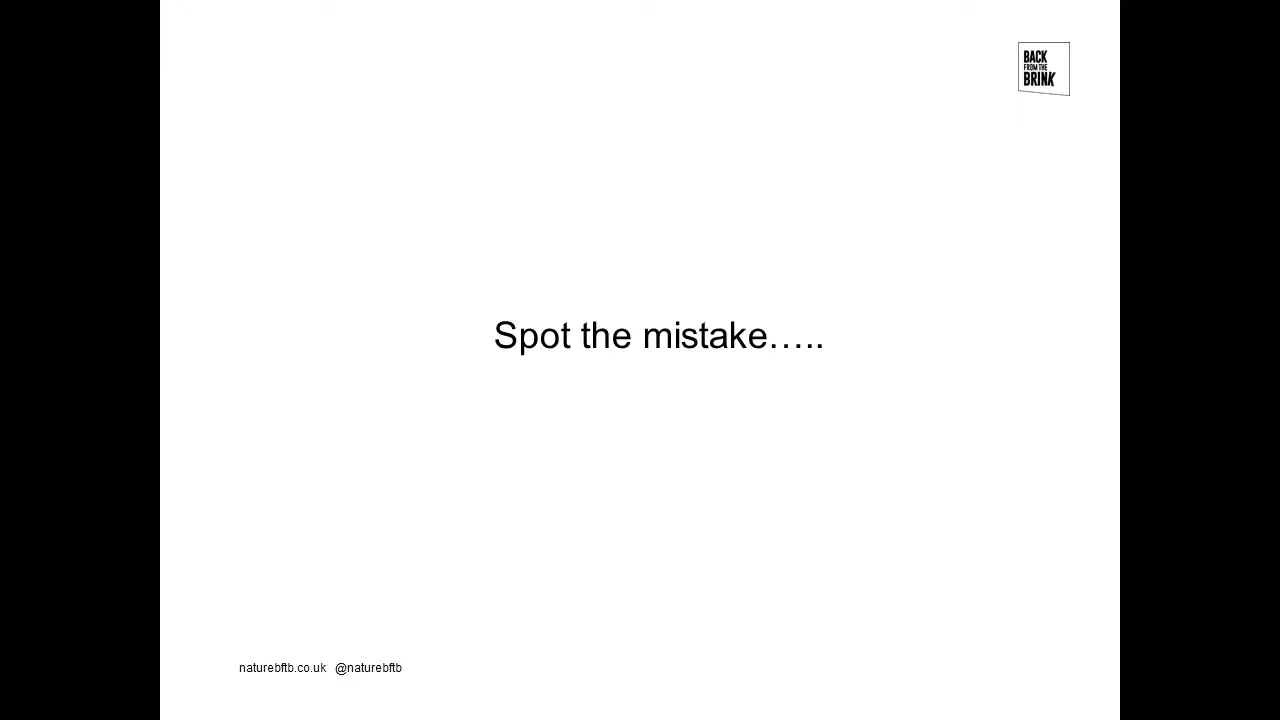 BACK
FROM THE
BRINK
Spot the mistake…..
naturebftb.co.uk @naturebftb